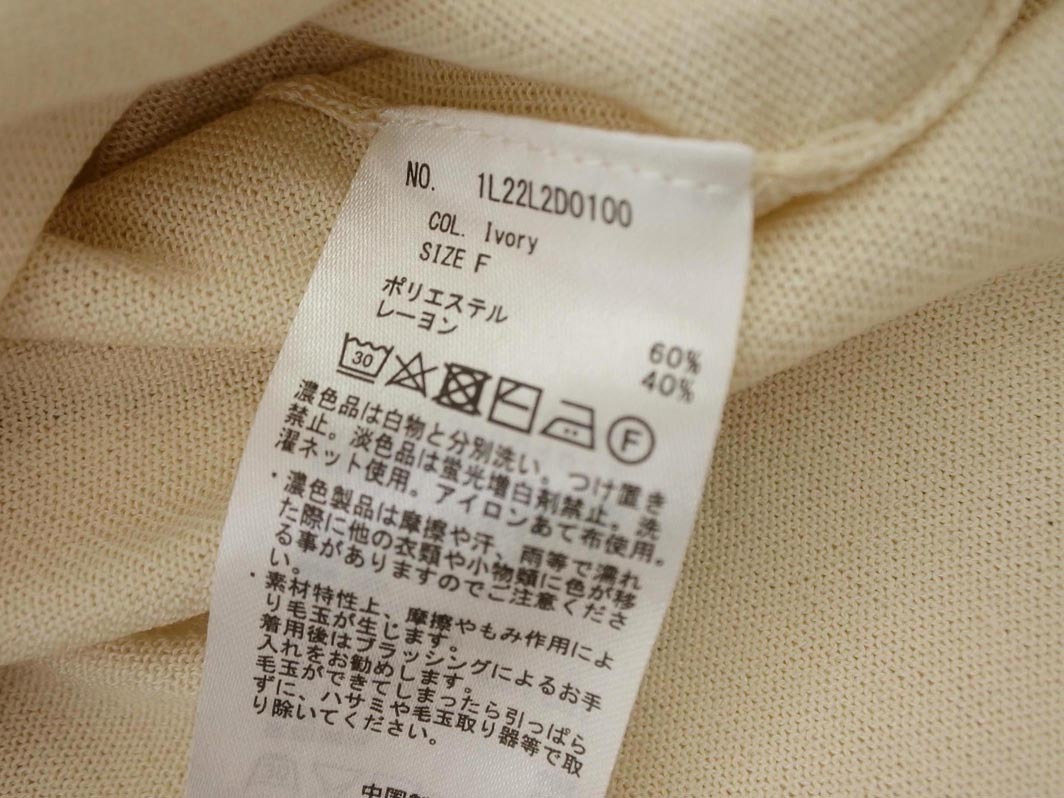 NO. 1L22L2D0100
COL. Ivory
SIZE F
ポリエステル 60%
レーヨン 40%
30 F
濃色品は白物と分別洗い。つけ置き
禁止。淡色品は蛍光増白剤禁止。洗
濯ネット使用。アイロンあて布使用。
・濃色製品は摩擦や汗、雨等で濡れ
た際に他の衣類や小物類に色が移
る事がありますのでご注意くださ
い。
・素材特性上、摩擦やもみ作用によ
り毛玉が生じます。
着用後はブラッシングによるお手
入れをお勧めします。
毛玉ができてしまったら引っぱら
ずに、ハサミや毛玉取り器等で取
り除いてください。
中国